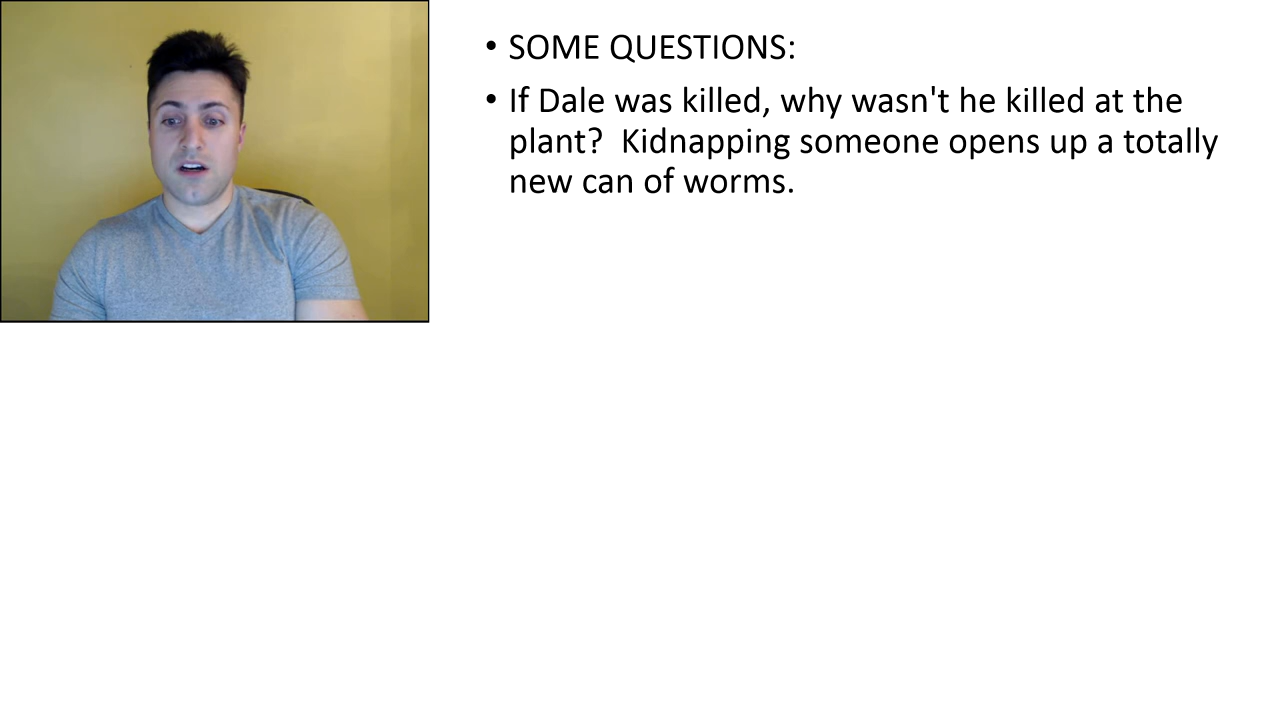 • SOME QUESTIONS:
• If Dale was killed, why wasn't he killed at the
plant?  Kidnapping someone opens up a totally
new can of worms.